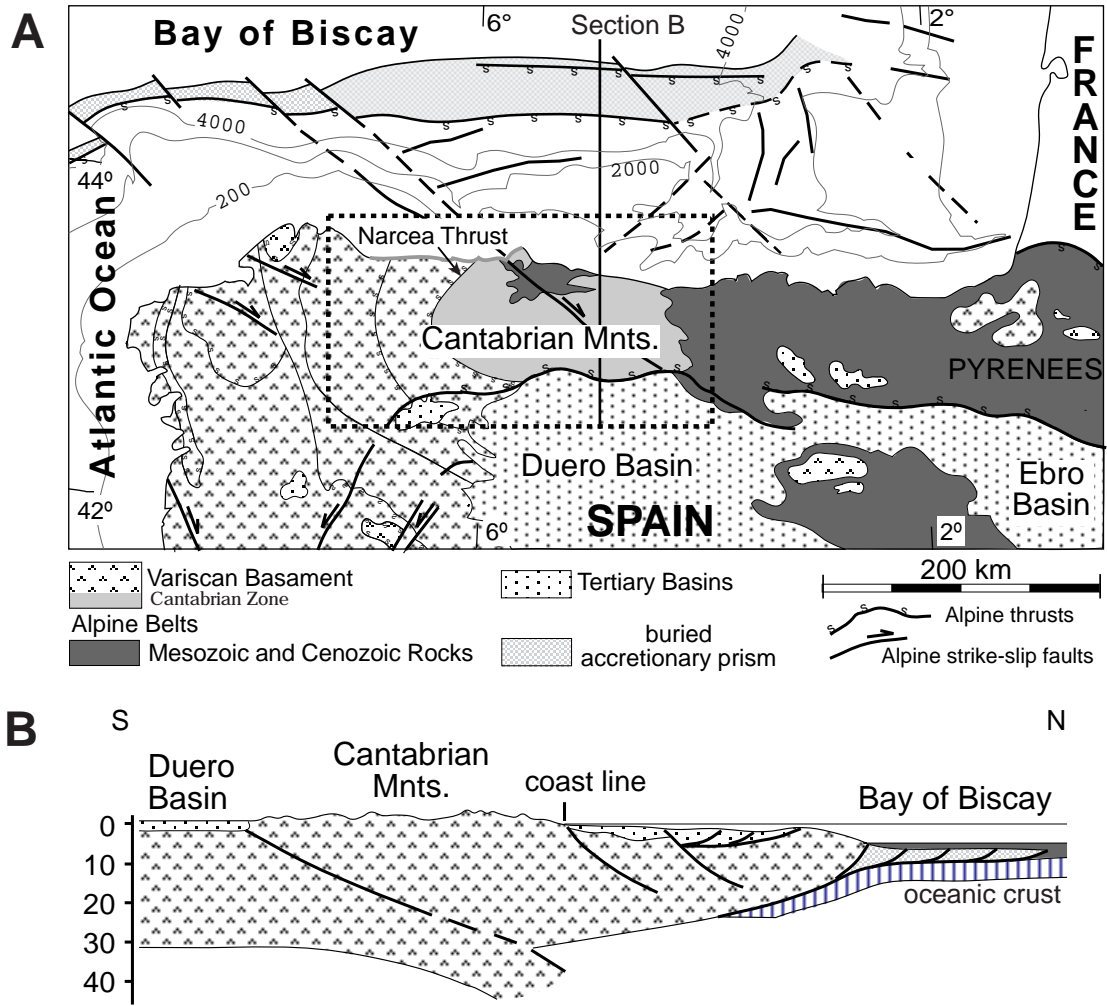 A
Bay of Biscay
6°
Section B
4000
2°
FRANCE
4000
44°
200
2000
Narcea Thrust
Atlantic Ocean
Cantabrian Mnts.
PYRENEES
Duero Basin
Ebro
Basin
42°
SPAIN
6°
2°
Variscan Basament
Cantabrian Zone
Alpine Belts
Mesozoic and Cenozoic Rocks
Tertiary Basins
buried
accretionary prism
200 km
Alpine thrusts
Alpine strike-slip faults
B
S
N
Duero
Basin
Cantabrian
Mnts.
coast line
Bay of Biscay
0
10
20
30
40
oceanic crust